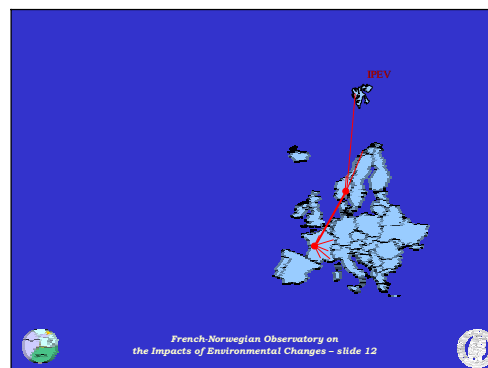 IPEV
French-Norwegian Observatory on
the Impacts of Environmental Changes – slide 12